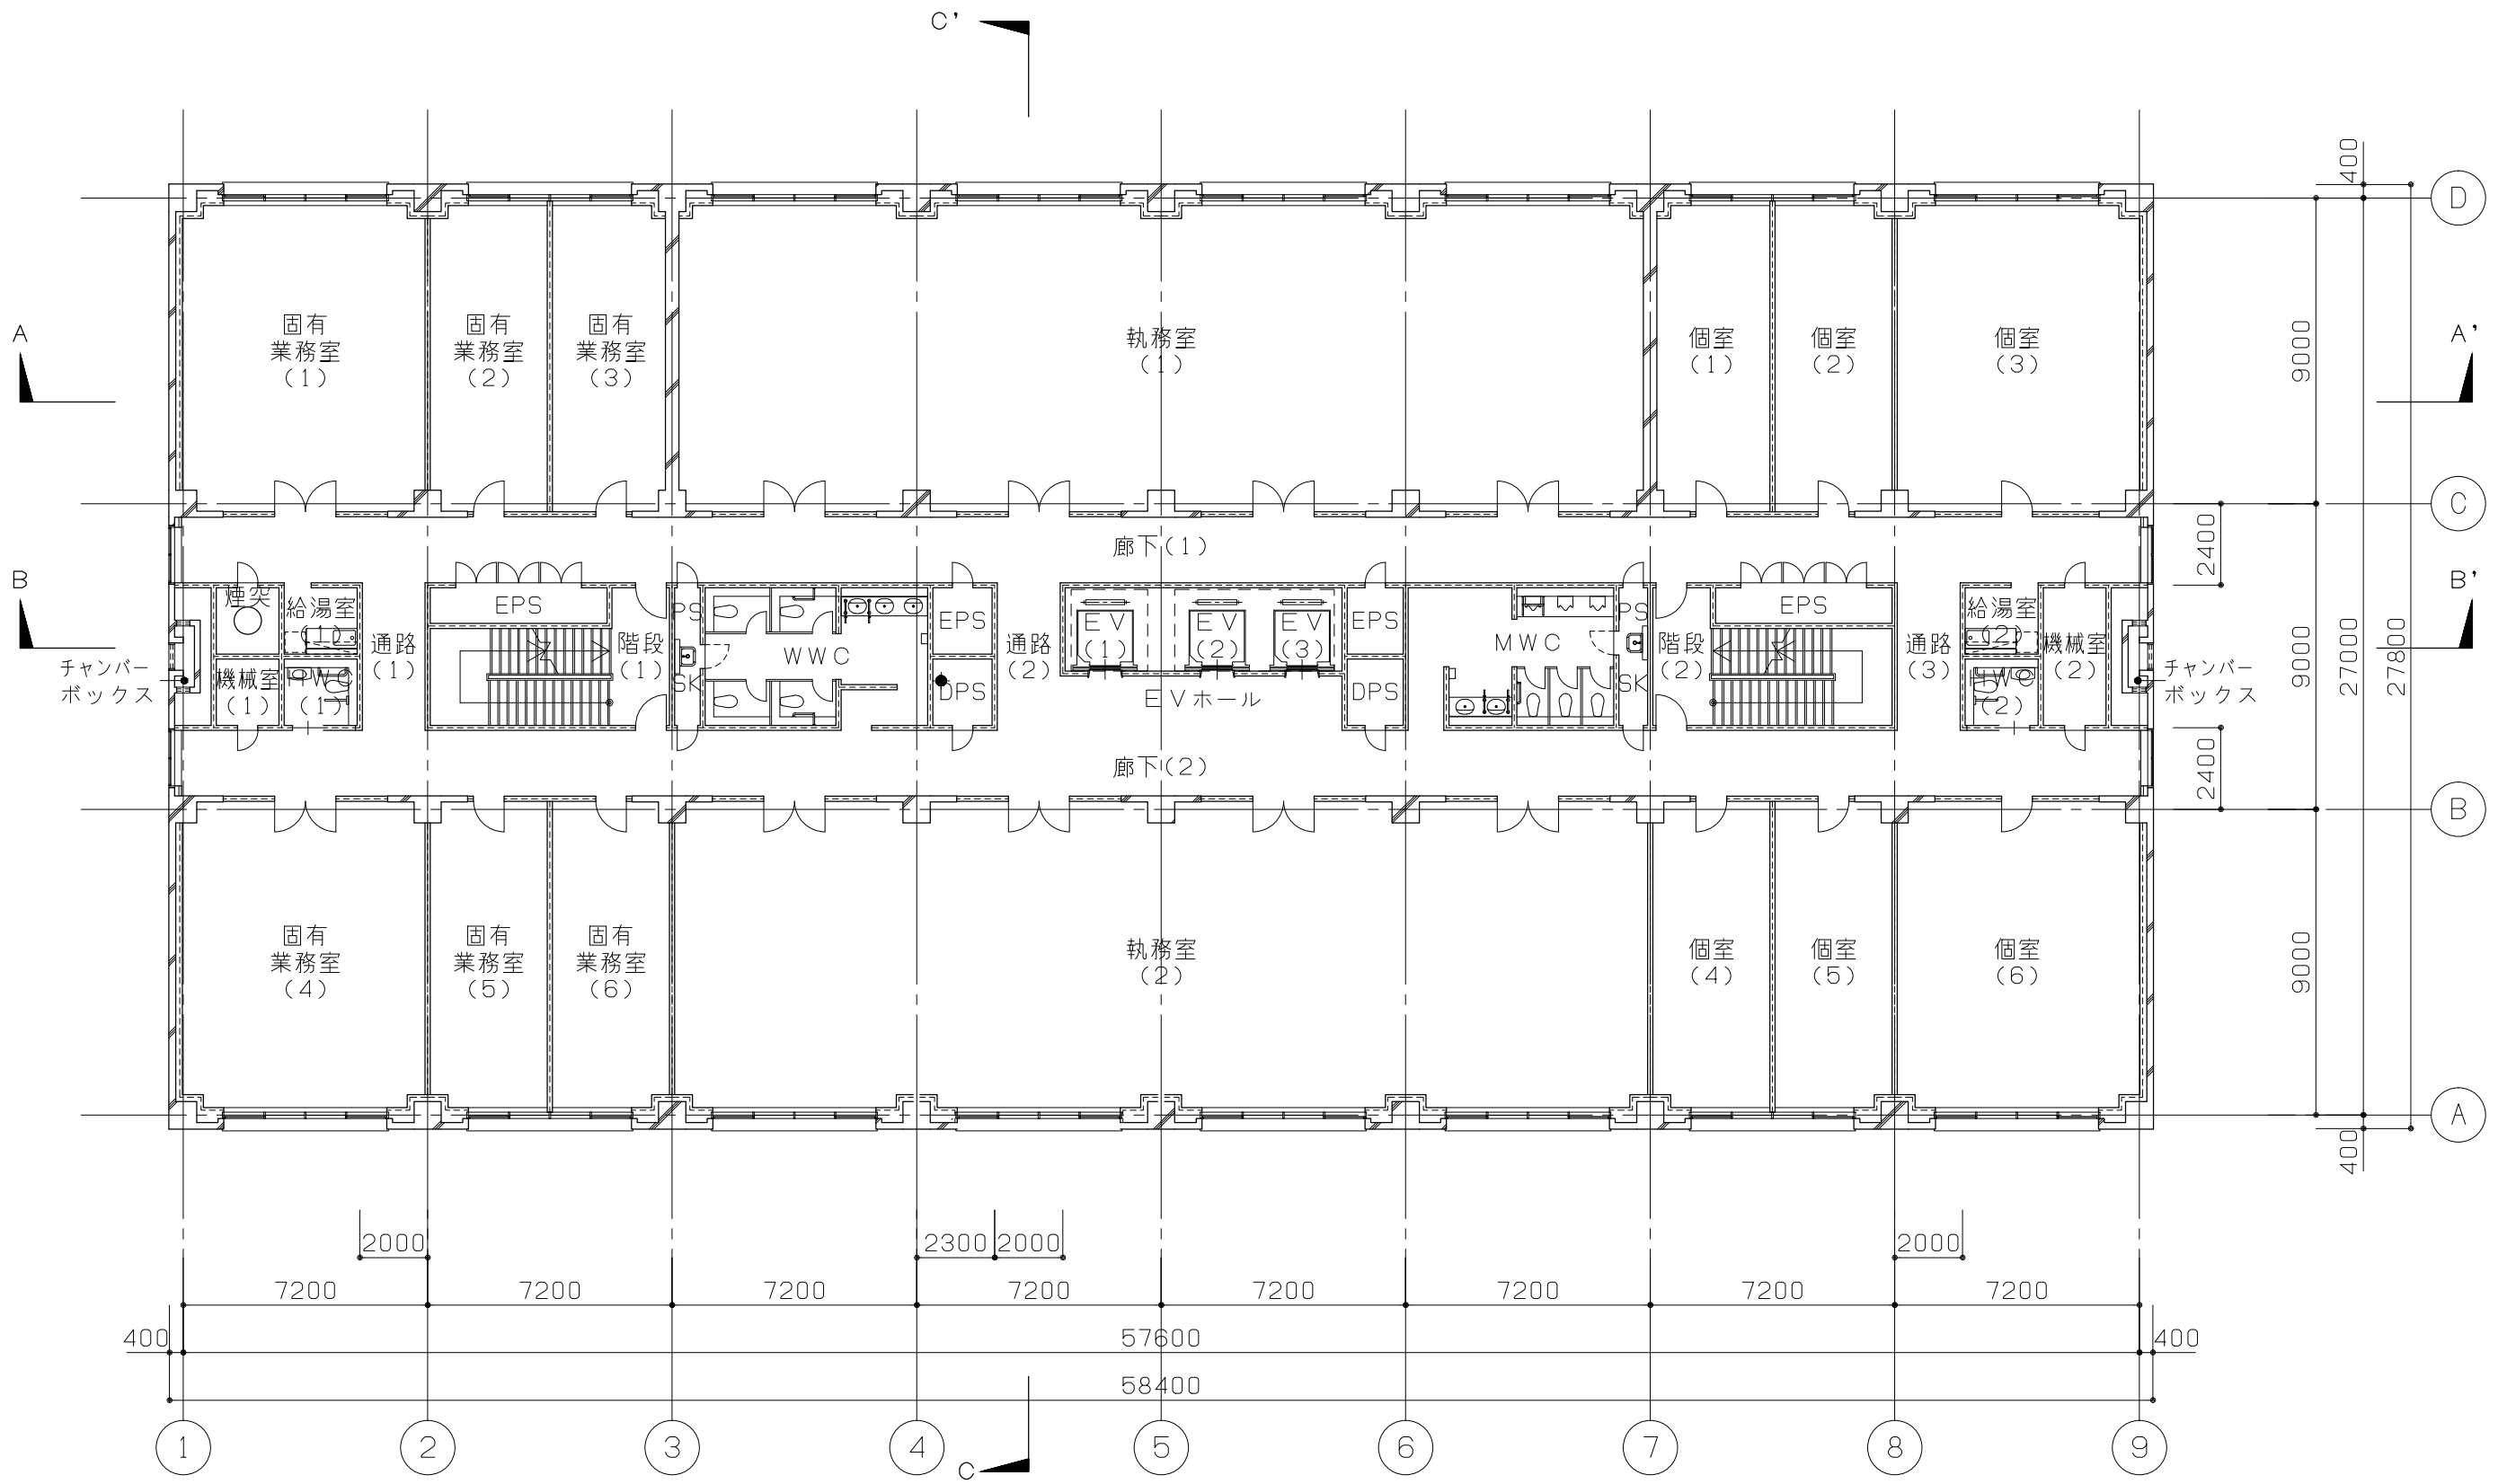 C'
400
D
固有
業務室
(1)
固有
業務室
(2)
固有
業務室
(3)
執務室
(1)
個室
(1)
個室
(2)
個室
(3)
A
A'
9000
C
廊下(1)
2400
B
B'
煙突
給湯室
(1)
通路
(1)
EPS
階段
(1)
PS
WWC
EPS
通路
(2)
EV
(1)
EV
(2)
EV
(3)
EPS
MWC
PS
階段
(2)
EPS
通路
(3)
給湯室
(2)
機械室
(2)
チャンバー
ボックス
機械室
(1)
HWC
(1)
SK
DPS
EVホール
DPS
SK
HWC
(2)
チャンバー
ボックス
9000
27000
27800
廊下(2)
2400
B
固有
業務室
(4)
固有
業務室
(5)
固有
業務室
(6)
執務室
(2)
個室
(4)
個室
(5)
個室
(6)
9000
A
400
2000
2300
2000
2000
7200
7200
7200
7200
7200
7200
7200
7200
400
57600
400
58400
C
1
2
3
4
5
6
7
8
9